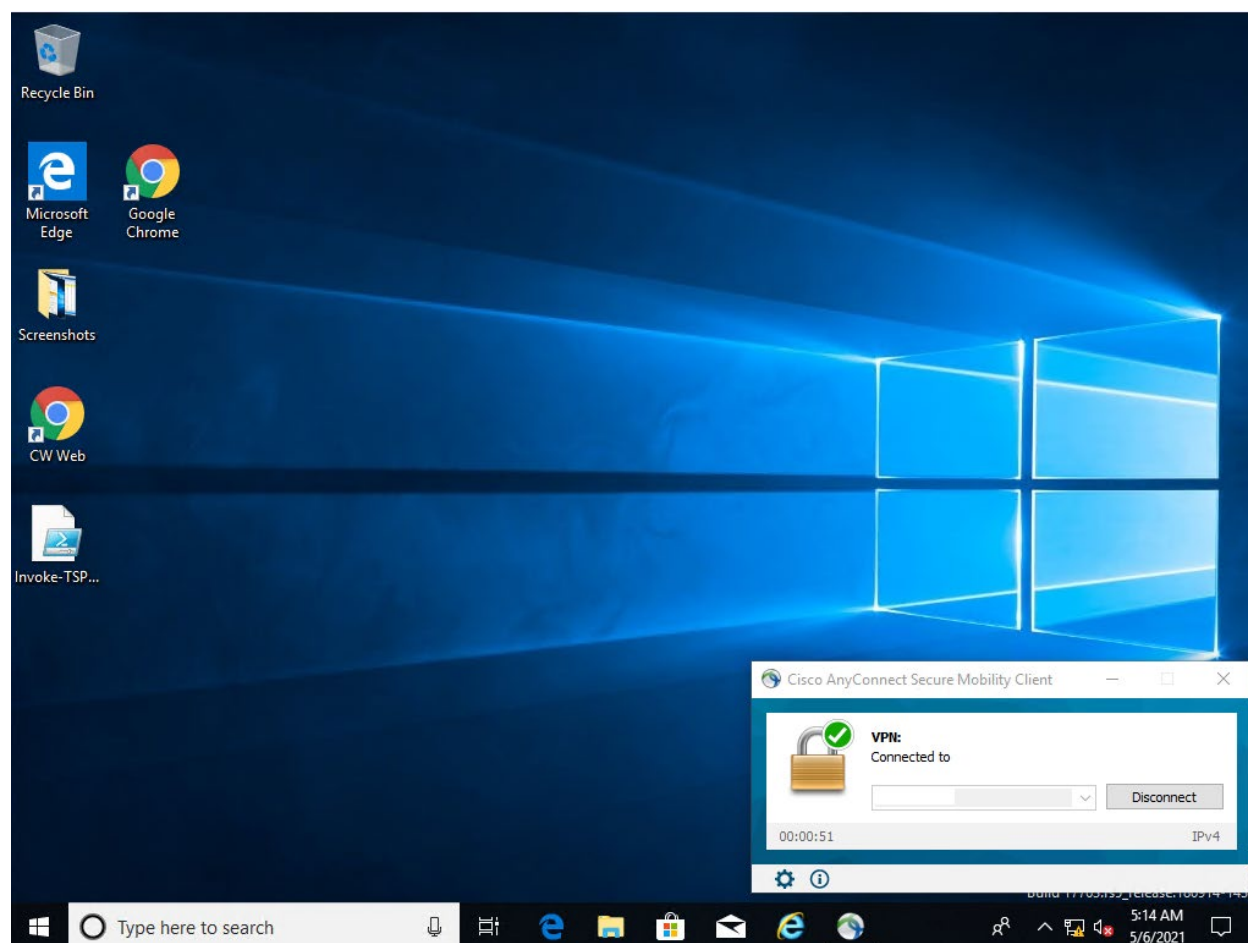 Recycle Bin
Microsoft
Edge
Google
Chrome
Screenshots
CW Web
Invoke-TSP...
Cisco AnyConnect Secure Mobility Client
VPN:
Connected to
Disconnect
00:00:51
IPv4
Type here to search
5:14 AM
5/6/2021